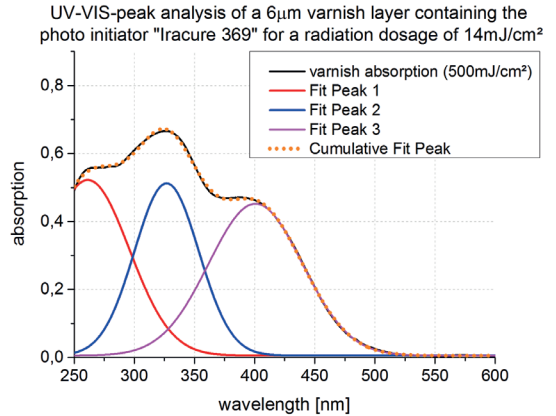 UV-VIS-peak analysis of a 6µm varnish layer containing the
photo initiator "Iracure 369" for a radiation dosage of 14mJ/cm²
varnish absorption (500mJ/cm²)
Fit Peak 1
Fit Peak 2
Fit Peak 3
Cumulative Fit Peak
absorption
0,8
0,6
0,4
0,2
0,0
250 300 350 400 450 500 550 600
wavelength [nm]